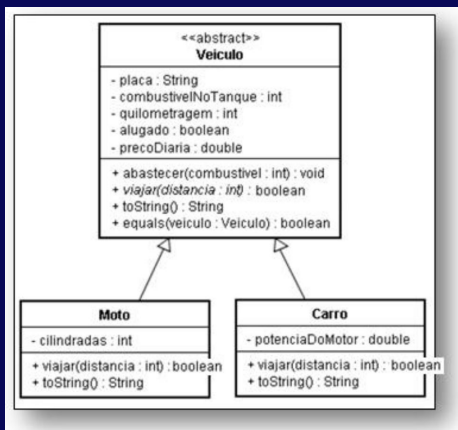 <<abstract>>
Veiculo
- placa : String
- combustivelNoTanque : int
- quilometragem : int
- alugado : boolean
- precoDiaria : double
+ abastecer(combustivel : int) : void
+ viajar(distancia : int) : boolean
+ toString() : String
+ equals(veiculo : Veiculo) : boolean
Moto
- cilindradas : int
+ viajar(distancia : int) : boolean
+ toString() : String
Carro
- potenciaDoMotor : double
+ viajar(distancia : int) : boolean
+ toString() : String